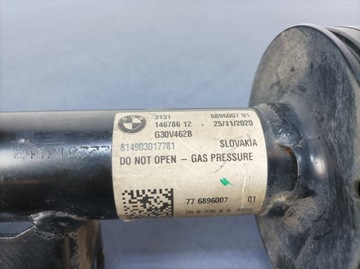 3131 6896007 01
146786 12 25/11/2020
G30V462B
814903017781 SLOVAKIA
DO NOT OPEN - GAS PRESSURE
77 6896007 01